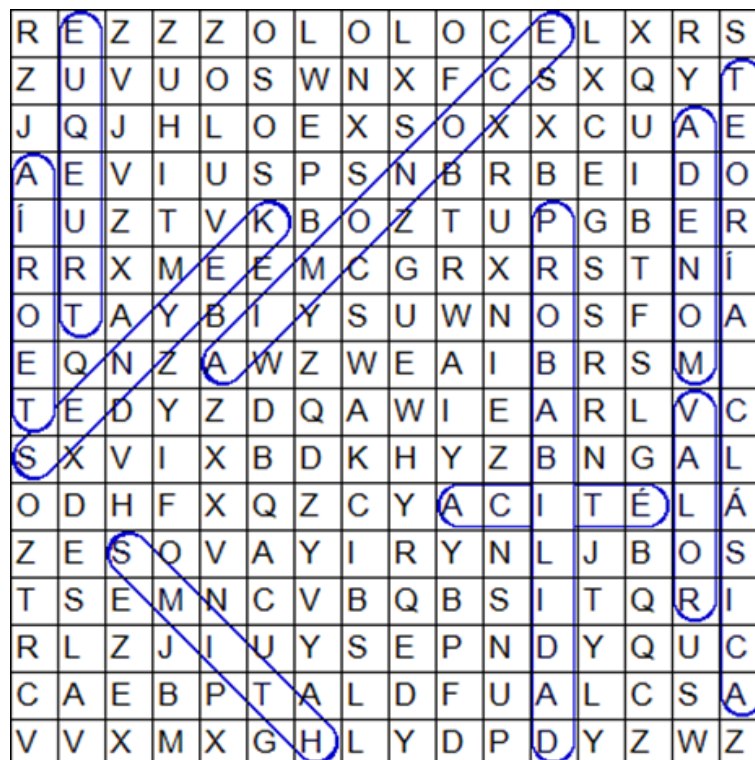 R E Z Z Z O L O L O C E L X R S
Z U V U O S W N X F C S X Q Y T
J Q J H L O E X S O X X C U A E
A E V I U S P S N B R B E I D O
Í U Z T V K B O Z T U P G B E R
R R X M E E M C G R X R S T N Í
O T A Y B I Y S U W N O S F O A
E Q N Z A W Z W E A I B R S M
T E D Y Z D Q A W I E A R L V C
S X V I X B D K H Y Z B N G A L
O D H F X Q Z C Y A C I T É L Á
Z E S O V A Y I R Y N L J B O S
T S E M N C V B Q B S I T Q R I
R L Z J I U Y S E P N D Y Q U C
C A E B P T A L D F U A L C S A
V V X M X G H L Y D P D Y Z W Z